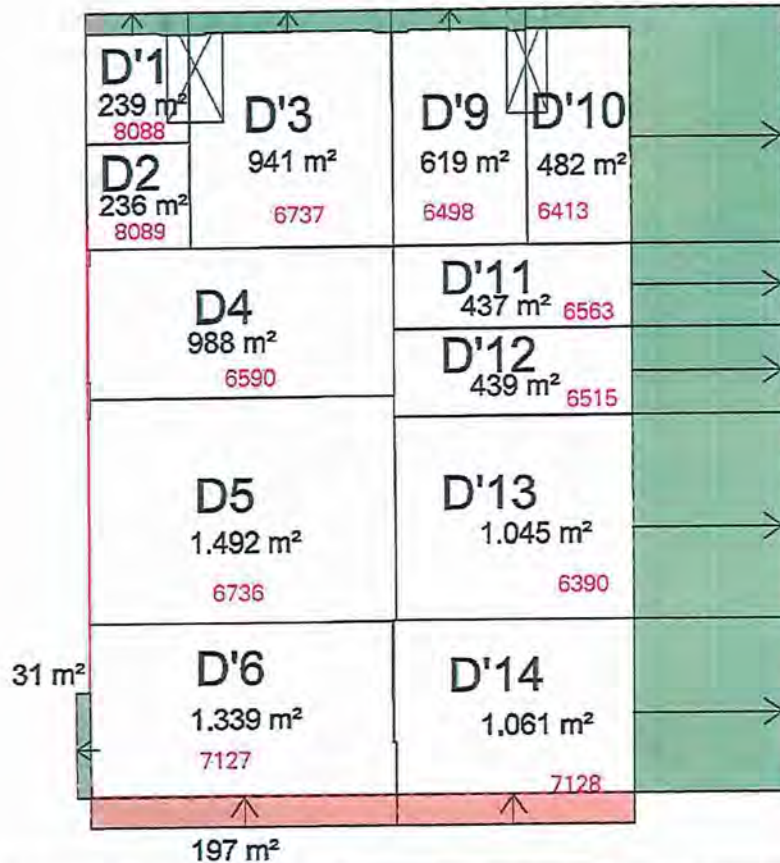 D'1
239 m²
8088
D'3
941 m²
6737
D'9
619 m²
6498
D'10
482 m²
6413
D2
236 m²
8089
D4
988 m²
6590
D'11
437 m²
6563
D'12
439 m²
6515
D5
1.492 m²
6736
D'13
1.045 m²
6390
31 m²
D'6
1.339 m²
7127
D'14
1.061 m²
7128
197 m²